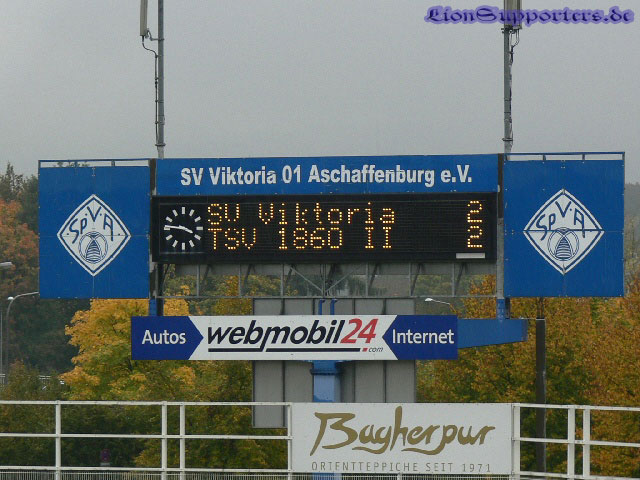 LionSupporters.de
SV Viktoria 01 Aschaffenburg e.V.
SPVA
SV Viktoria 2
TSV 1860 II 2
SPVA
Autos webmobil24.com Internet
Bagherpur
ORIENTTEPPICHE SEIT 1971